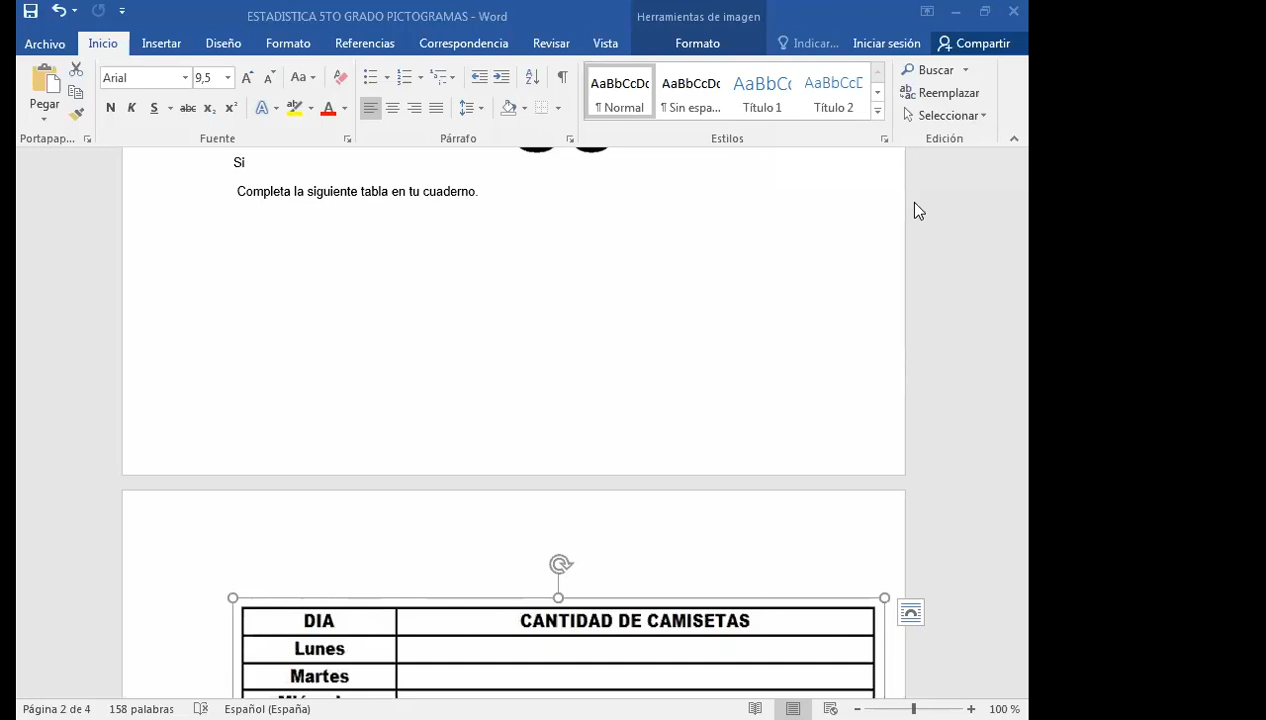 ESTADISTICA 5TO GRADO PICTOGRAMAS - Word
Herramientas de imagen
Archivo Inicio Insertar Diseño Formato Referencias Correspondencia Revisar Vista Formato Indicar... Iniciar sesión Compartir
Pegar
Arial 9,5 Aa
N K S abc x₂ x² A ab A
AaBbCcDc AaBbCcDc AaBbCc AaBbCcE
¶ Normal ¶ Sin espa... Título 1 Título 2
Buscar
Reemplazar
Seleccionar
Portapap... Fuente Párrafo Estilos Edición
Si
Completa la siguiente tabla en tu cuaderno.
DIA CANTIDAD DE CAMISETAS
Lunes
Martes
Página 2 de 4 158 palabras Español (España) 100 %